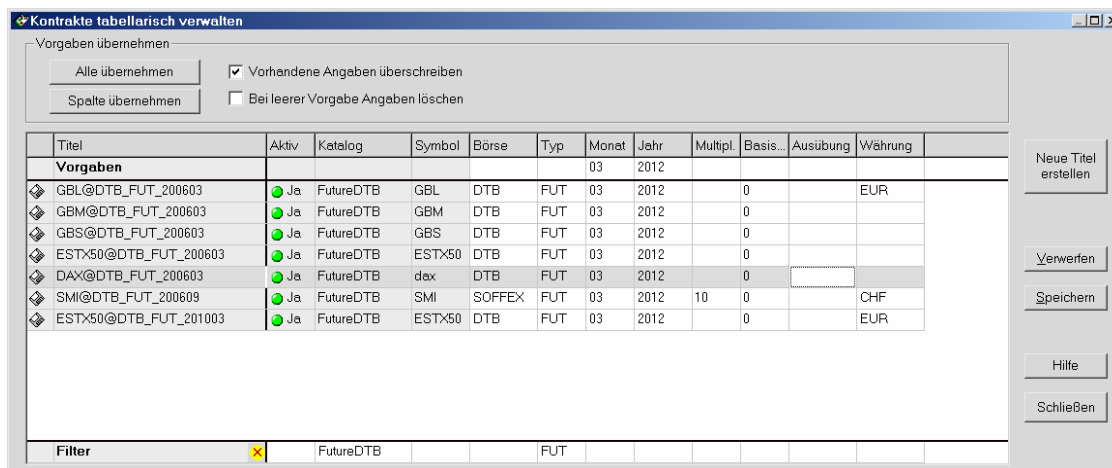 Kontrakte tabellarisch verwalten
Vorgaben übernehmen
Alle übernehmen Vorhandene Angaben überschreiben
Spalte übernehmen Bei leerer Vorgabe Angaben löschen
Titel Aktiv Katalog Symbol Börse Typ Monat Jahr Multipl. Basis... Ausübung Währung
Vorgaben 03 2012
GBL@DTB_FUT_200603 Ja FutureDTB GBL DTB FUT 03 2012 0 EUR
GBM@DTB_FUT_200603 Ja FutureDTB GBM DTB FUT 03 2012 0
GBS@DTB_FUT_200603 Ja FutureDTB GBS DTB FUT 03 2012 0
ESTX50@DTB_FUT_200603 Ja FutureDTB ESTX50 DTB FUT 03 2012 0
DAX@DTB_FUT_200603 Ja FutureDTB dax DTB FUT 03 2012 0
SMI@DTB_FUT_200609 Ja FutureDTB SMI SOFFEX FUT 03 2012 10 0 CHF
ESTX50@DTB_FUT_201003 Ja FutureDTB ESTX50 DTB FUT 03 2012 0 EUR
Filter FutureDTB FUT
Neue Titel
erstellen
Verwerfen
Speichern
Hilfe
Schließen